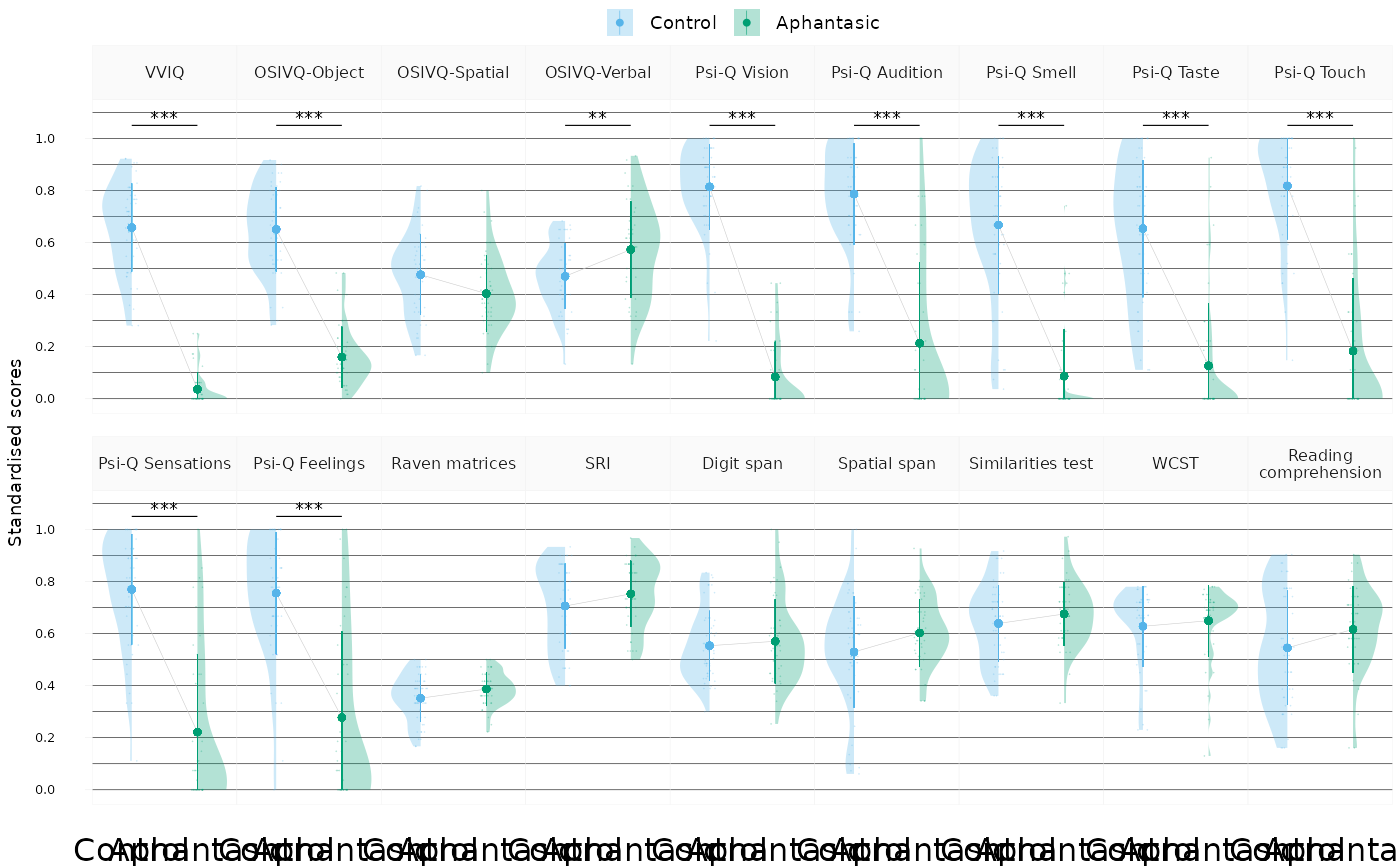 Control Aphantasic
VVIQ OSIVQ-Object OSIVQ-Spatial OSIVQ-Verbal Psi-Q Vision Psi-Q Audition Psi-Q Smell Psi-Q Taste Psi-Q Touch
*** *** ** *** *** *** *** ***
1.0
0.8
0.6
0.4
0.2
0.0
Standardised scores
Psi-Q Sensations Psi-Q Feelings Raven matrices SRI Digit span Spatial span Similarities test WCST Reading
comprehension
*** ***
1.0
0.8
0.6
0.4
0.2
0.0